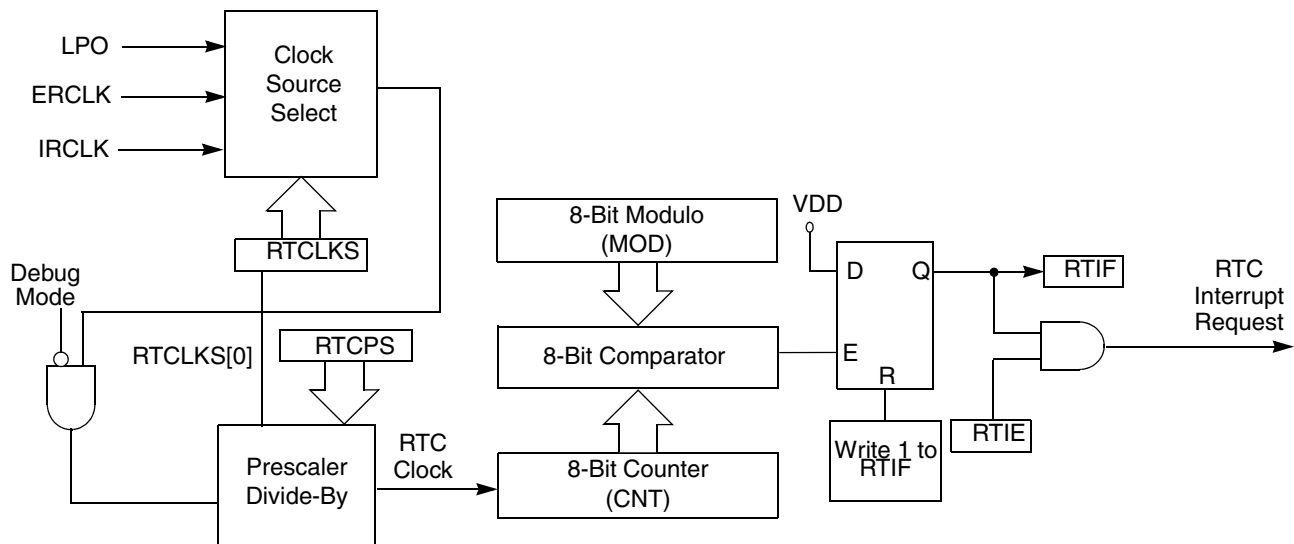 LPO
ERCLK
IRCLK
Clock
Source
Select
RTCLKS
Debug
Mode
RTCLKS[0]
RTCPS
Prescaler
Divide-By
RTC
Clock
8-Bit Modulo
(MOD)
8-Bit Comparator
8-Bit Counter
(CNT)
VDD
D
Q
E
R
Write 1 to
RTIF
RTIF
RTIE
RTC
Interrupt
Request